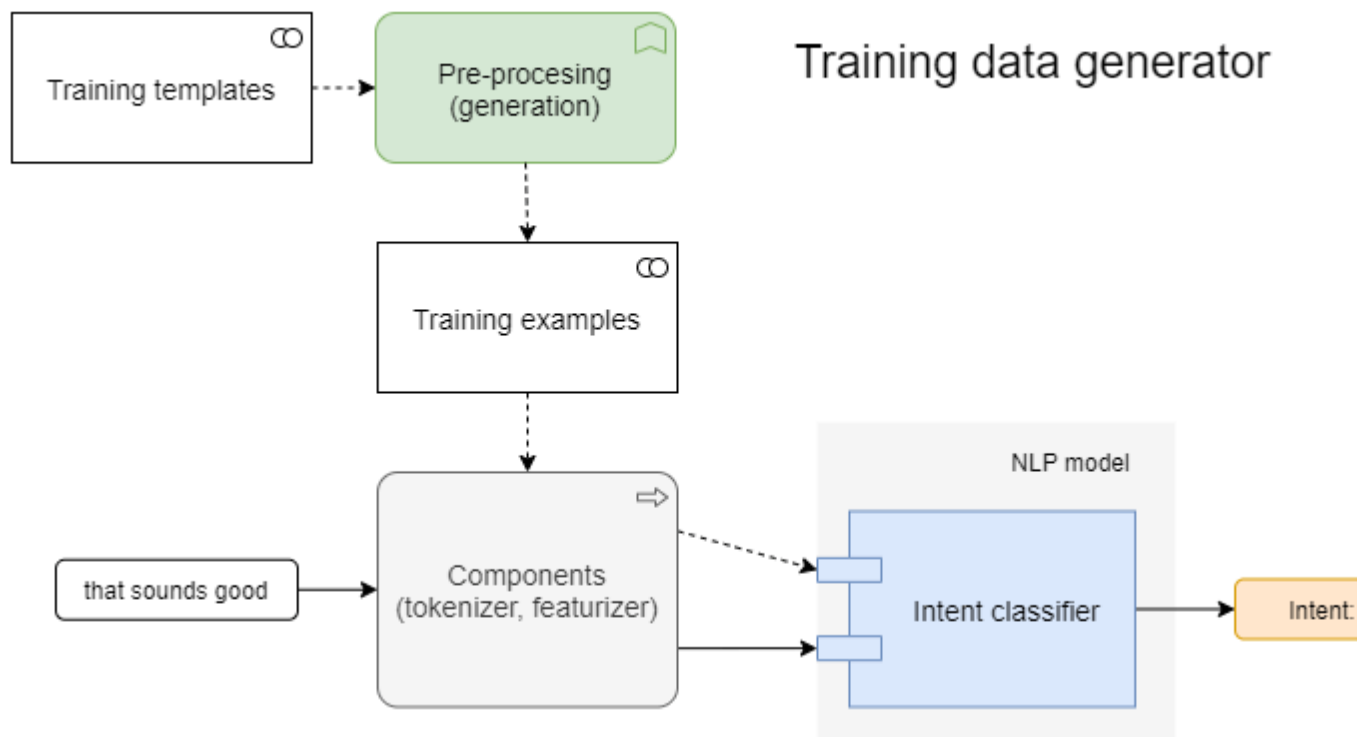 Training data generator
Training templates
Pre-procesing
(generation)
Training examples
NLP model
that sounds good
Components
(tokenizer, featurizer)
Intent classifier
Intent: